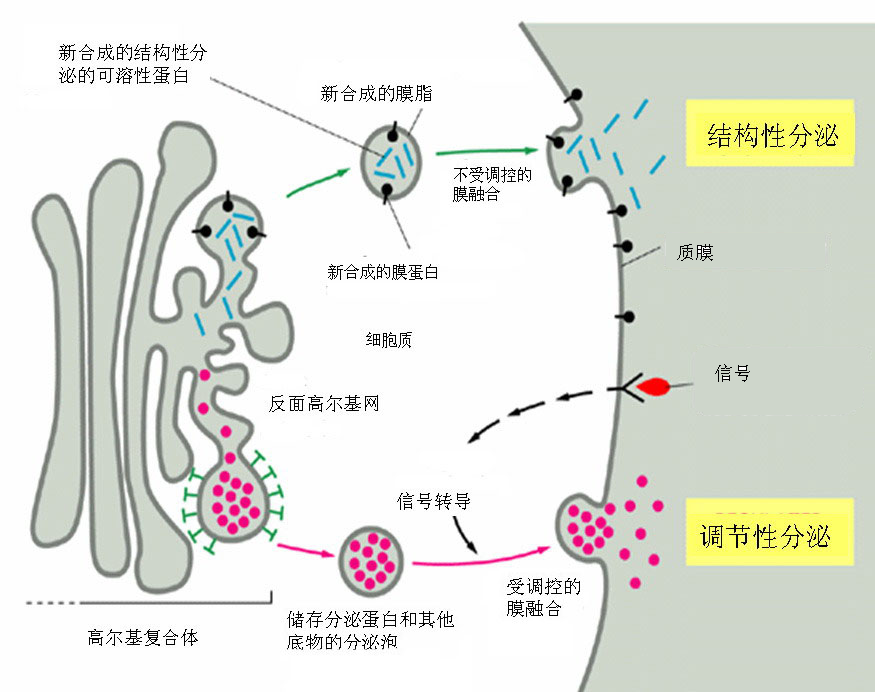 新合成的结构性分
泌的可溶性蛋白
新合成的膜脂
结构性分泌
不受调控的
膜融合
质膜
新合成的膜蛋白
细胞质
信号
反面高尔基网
信号转导
调节性分泌
受调控的
膜融合
储存分泌蛋白和其他
底物的分泌泡
高尔基复合体